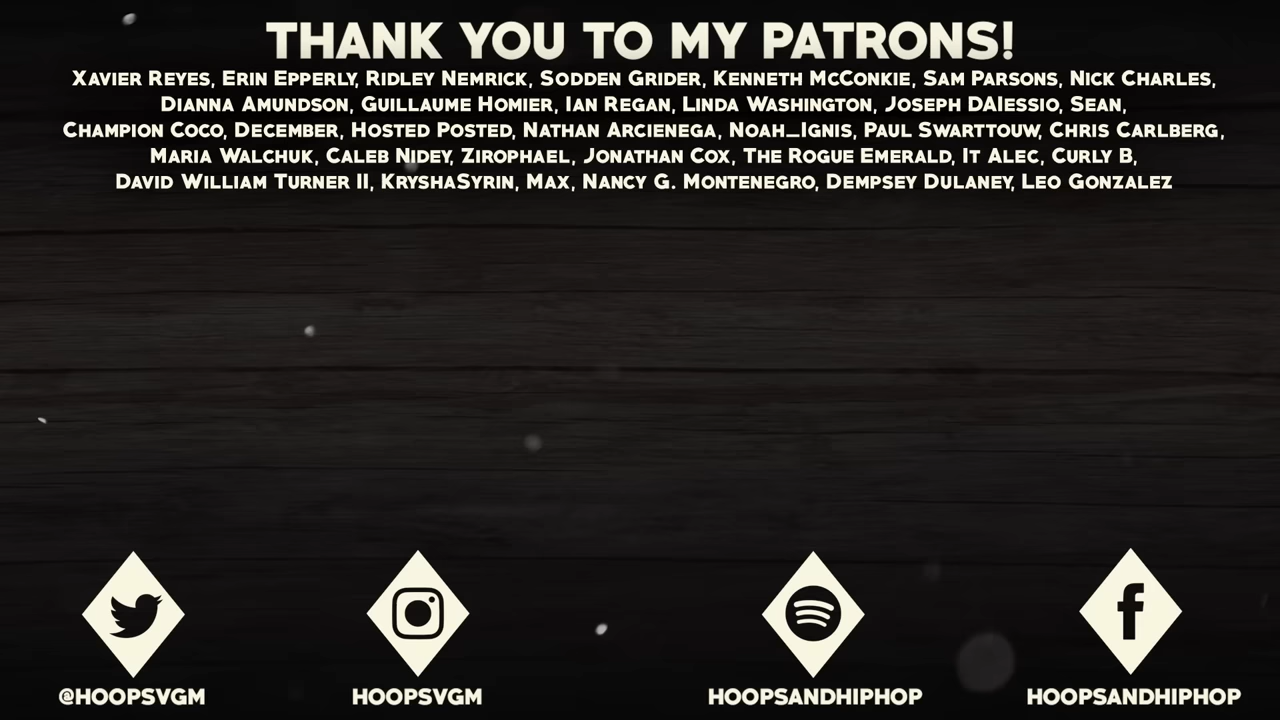 THANK YOU TO MY PATRONS!
XAVIER REYES, ERIN EPPERLY, RIDLEY NEMRICK, SODDEN GRIDER, KENNETH MCCONKIE, SAM PARSONS, NICK CHARLES,
DIANNA AMUNDSON, GUILLAUME HOMIER, IAN REGAN, LINDA WASHINGTON, JOSEPH DAlESSIO, SEAN,
CHAMPION COCO, DECEMBER, HOSTED POSTED, NATHAN ARCIENEGA, NOAH_IGNIS, PAUL SWARTTOUW, CHRIS CARLBERG,
MARIA WALCHUK, CALEB NIDEY, ZIROPHAEL, JONATHAN COX, THE ROGUE EMERALD, IT ALEC, CURLY B,
DAVID WILLIAM TURNER II, KRYSHASYRIN, MAX, NANCY G. MONTENEGRO, DEMPSEY DULANEY, LEO GONZALEZ
@HOOPSVGM HOOPSVGM HOOPSANDHIPHOP HOOPSANDHIPHOP